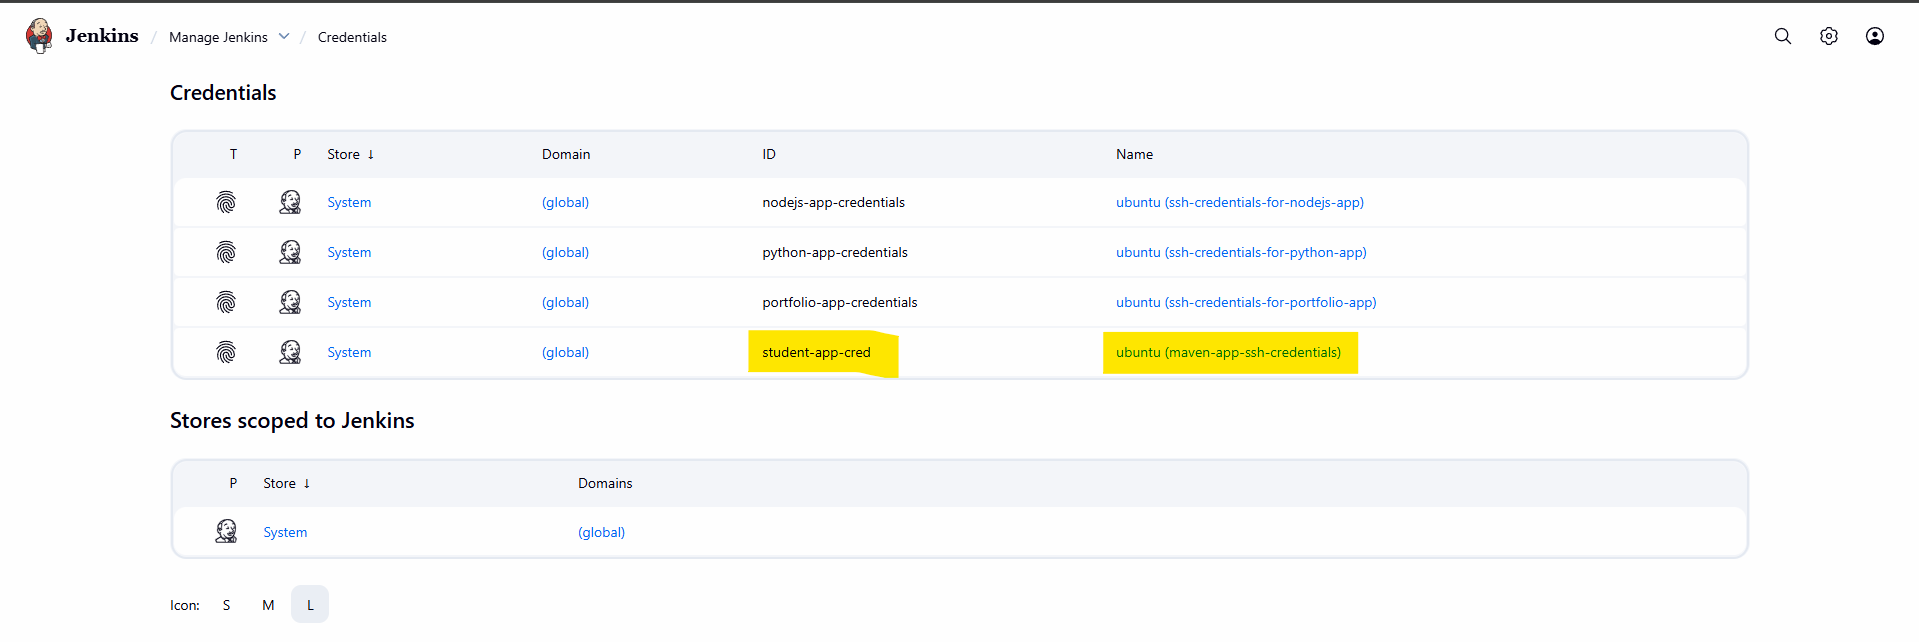 Jenkins / Manage Jenkins / Credentials
Credentials
T P Store ↓ Domain ID Name
System (global) nodejs-app-credentials ubuntu (ssh-credentials-for-nodejs-app)
System (global) python-app-credentials ubuntu (ssh-credentials-for-python-app)
System (global) portfolio-app-credentials ubuntu (ssh-credentials-for-portfolio-app)
System (global) student-app-cred ubuntu (maven-app-ssh-credentials)
Stores scoped to Jenkins
P Store ↓ Domains
System (global)
Icon: S M L